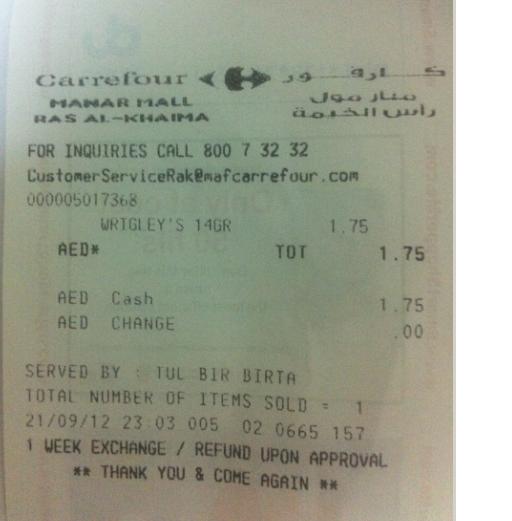 Carrefour كارفور
MANAR MALL منار مول
RAS AL-KHAIMA رأس الخيمة
FOR INQUIRIES CALL 800 7 32 32
CustomerServiceRak@mafcarrefour.com
000005017368
WRIGLEY'S 14GR 1.75
AED* TOT 1.75
AED Cash 1.75
AED CHANGE .00
SERVED BY : TUL BIR BIRTA
TOTAL NUMBER OF ITEMS SOLD = 1
21/09/12 23 03 005 02 0665 157
1 WEEK EXCHANGE / REFUND UPON APPROVAL
** THANK YOU & COME AGAIN **